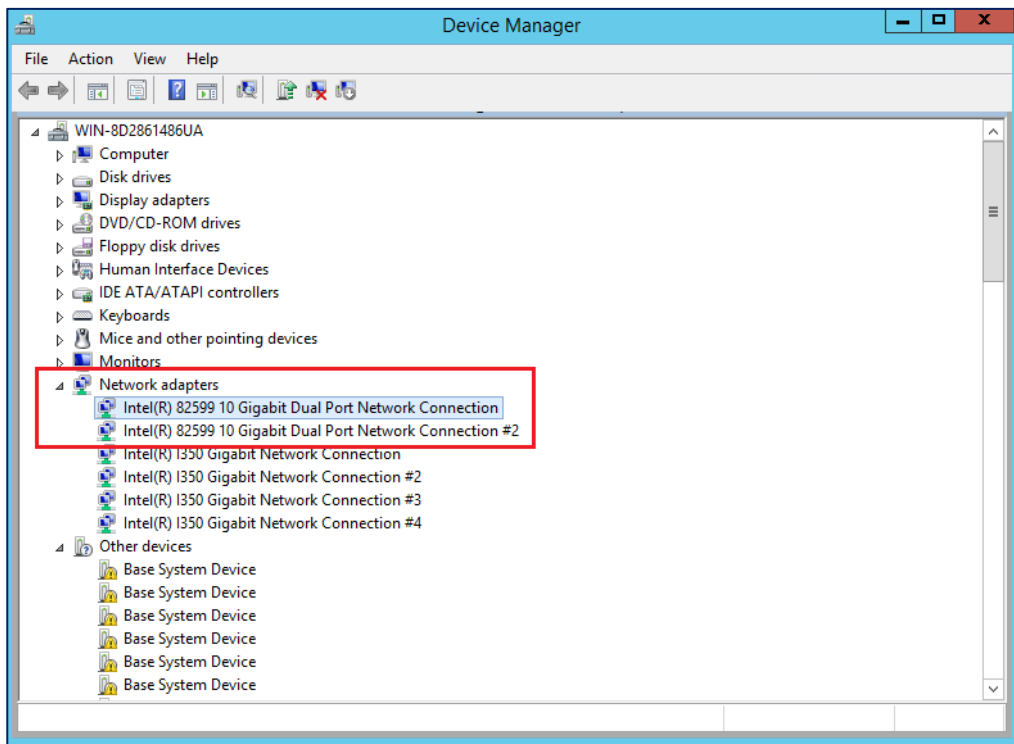 Device Manager
File Action View Help
WIN-8D2861486UA
Computer
Disk drives
Display adapters
DVD/CD-ROM drives
Floppy disk drives
Human Interface Devices
IDE ATA/ATAPI controllers
Keyboards
Mice and other pointing devices
Monitors
Network adapters
Intel(R) 82599 10 Gigabit Dual Port Network Connection
Intel(R) 82599 10 Gigabit Dual Port Network Connection #2
Intel(R) I350 Gigabit Network Connection
Intel(R) I350 Gigabit Network Connection #2
Intel(R) I350 Gigabit Network Connection #3
Intel(R) I350 Gigabit Network Connection #4
Other devices
Base System Device
Base System Device
Base System Device
Base System Device
Base System Device
Base System Device